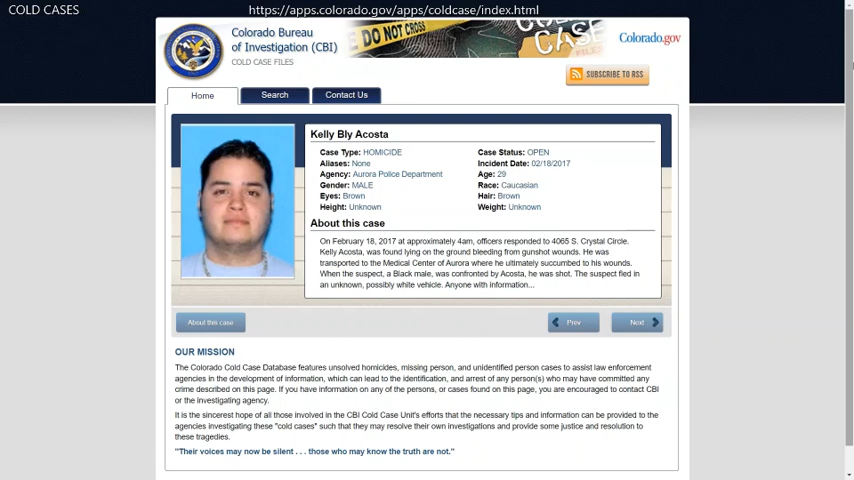 COLD CASES
https://apps.colorado.gov/apps/coldcase/index.html
Colorado Bureau
of Investigation (CBI)
COLD CASE FILES
DO NOT CROSS
COLD
CASE
FILES
Colorado.gov
SUBSCRIBE TO RSS
Home
Search
Contact Us
Kelly Bly Acosta
Case Type: HOMICIDE
Case Status: OPEN
Aliases: None
Incident Date: 02/18/2017
Agency: Aurora Police Department
Age: 29
Gender: MALE
Race: Caucasian
Eyes: Brown
Hair: Brown
Height: Unknown
Weight: Unknown
About this case
On February 18, 2017 at approximately 4am, officers responded to 4065 S. Crystal Circle.
Kelly Acosta, was found lying on the ground bleeding from gunshot wounds. He was
transported to the Medical Center of Aurora where he ultimately succumbed to his wounds.
When the suspect, a Black male, was confronted by Acosta, he was shot. The suspect fled in
an unknown, possibly white vehicle. Anyone with information...
About this case
Prev
Next
OUR MISSION
The Colorado Cold Case Database features unsolved homicides, missing person, and unidentified person cases to assist law enforcement
agencies in the development of information, which can lead to the identification, and arrest of any person(s) who may have committed any
crime described on this page. If you have information on any of the persons, or cases found on this page, you are encouraged to contact CBI
or the investigating agency.
It is the sincerest hope of all those involved in the CBI Cold Case Unit's efforts that the necessary tips and information can be provided to the
agencies investigating these "cold cases" such that they may resolve their own investigations and provide some justice and resolution to
these tragedies.
"Their voices may now be silent . . . those who may know the truth are not."